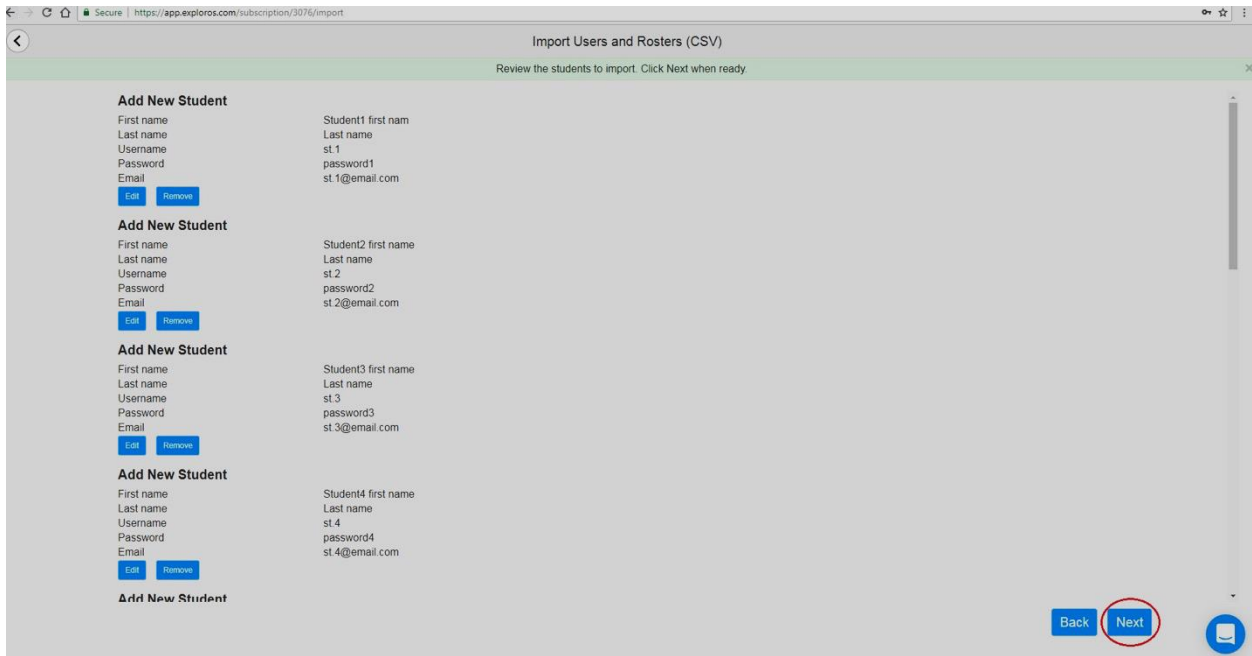 Secure | https://app.exploros.com/subscription/3076/import
Import Users and Rosters (CSV)
Review the students to import. Click Next when ready.
Add New Student
First name Student1 first nam
Last name Last name
Username st.1
Password password1
Email st.1@email.com
Edit Remove
Add New Student
First name Student2 first name
Last name Last name
Username st.2
Password password2
Email st.2@email.com
Edit Remove
Add New Student
First name Student3 first name
Last name Last name
Username st.3
Password password3
Email st.3@email.com
Edit Remove
Add New Student
First name Student4 first name
Last name Last name
Username st.4
Password password4
Email st.4@email.com
Edit Remove
Add New Student
Back Next